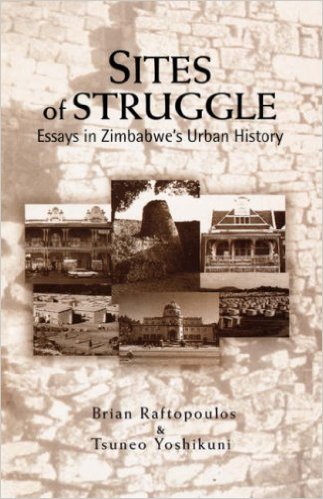 SITES
of STRUGGLE
Essays in Zimbabwe's Urban History
Brian Raftopoulos
&
Tsuneo Yoshikuni